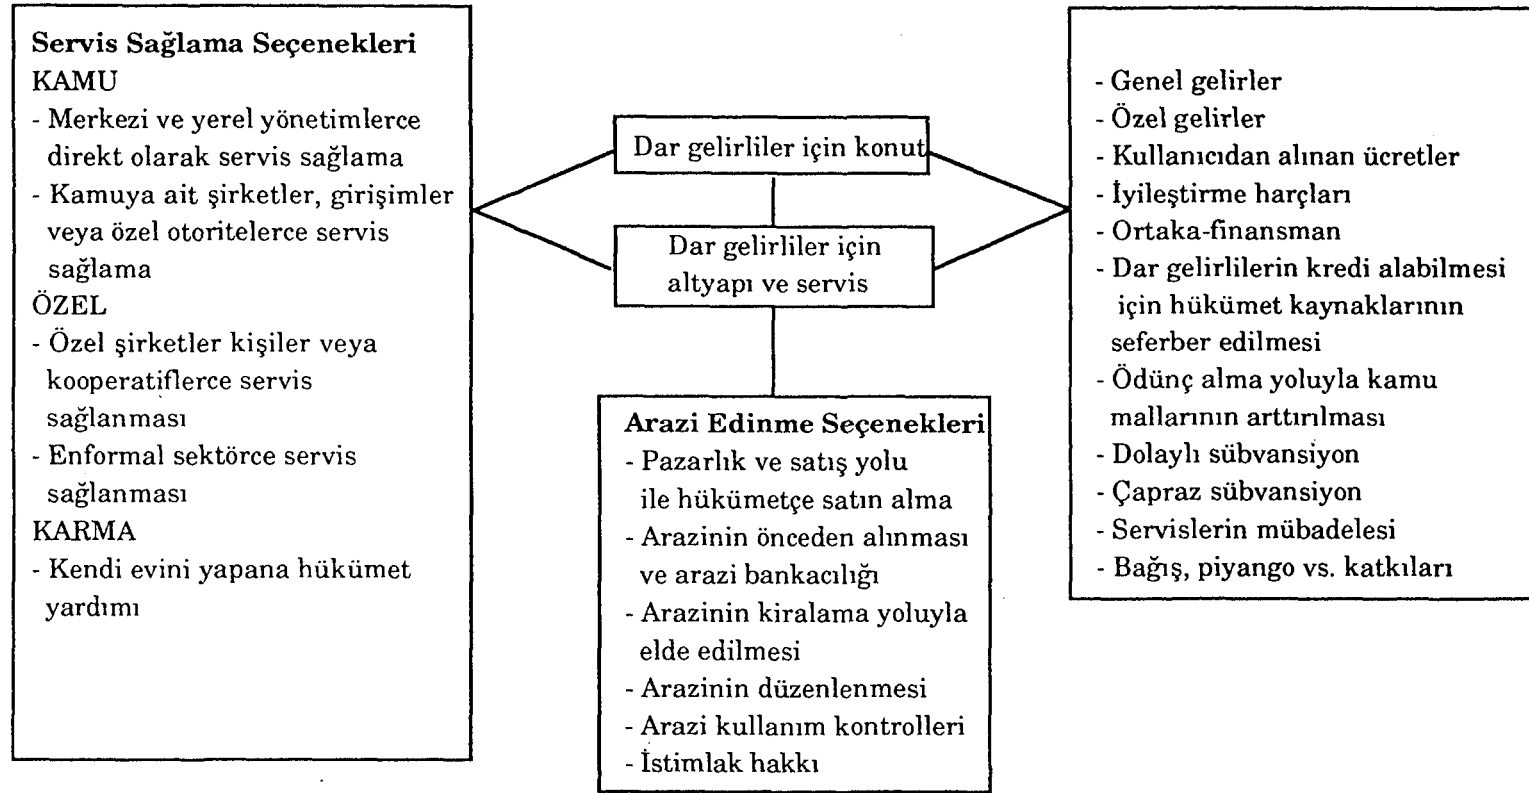 Servis Sağlama Seçenekleri
KAMU
- Merkezi ve yerel yönetimlerce
direkt olarak servis sağlama
- Kamuya ait şirketler, girişimler
veya özel otoritelerce servis
sağlama
ÖZEL
- Özel şirketler kişiler veya
kooperatiflerce servis
sağlanması
- Enformal sektörce servis
sağlanması
KARMA
- Kendi evini yapana hükümet
yardımı
Dar gelirliler için konut
Dar gelirliler için
altyapı ve servis
Arazi Edinme Seçenekleri
- Pazarlık ve satış yolu
ile hükümetçe satın alma
- Arazinin önceden alınması
ve arazi bankacılığı
- Arazinin kiralama yoluyla
elde edilmesi
- Arazinin düzenlenmesi
- Arazi kullanım kontrolleri
- İstimlak hakkı
- Genel gelirler
- Özel gelirler
- Kullanıcıdan alınan ücretler
- İyileştirme harçları
- Ortaka-finansman
- Dar gelirlilerin kredi alabilmesi
için hükümet kaynaklarının
seferber edilmesi
- Ödünç alma yoluyla kamu
mallarının arttırılması
- Dolaylı sübvansiyon
- Çapraz sübvansiyon
- Servislerin mübadelesi
- Bağış, piyango vs. katkıları